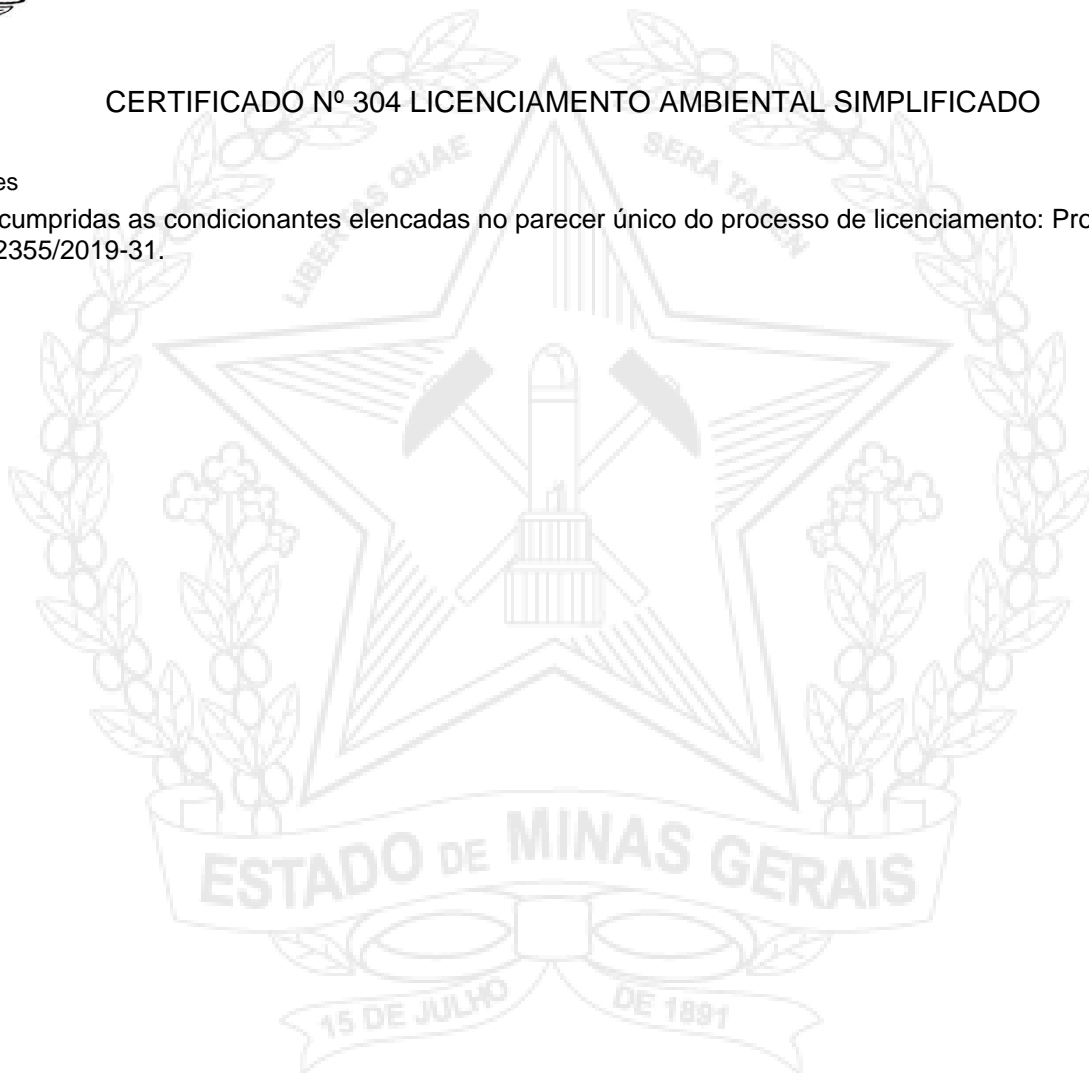 CERTIFICADO Nº 304 LICENCIAMENTO AMBIENTAL SIMPLIFICADO
es
cumpridas as condicionantes elencadas no parecer único do processo de licenciamento: Pro
2355/2019-31.
LIBERTAS QUAE SERA TAMEN
ESTADO DE MINAS GERAIS
15 DE JULHO DE 1891